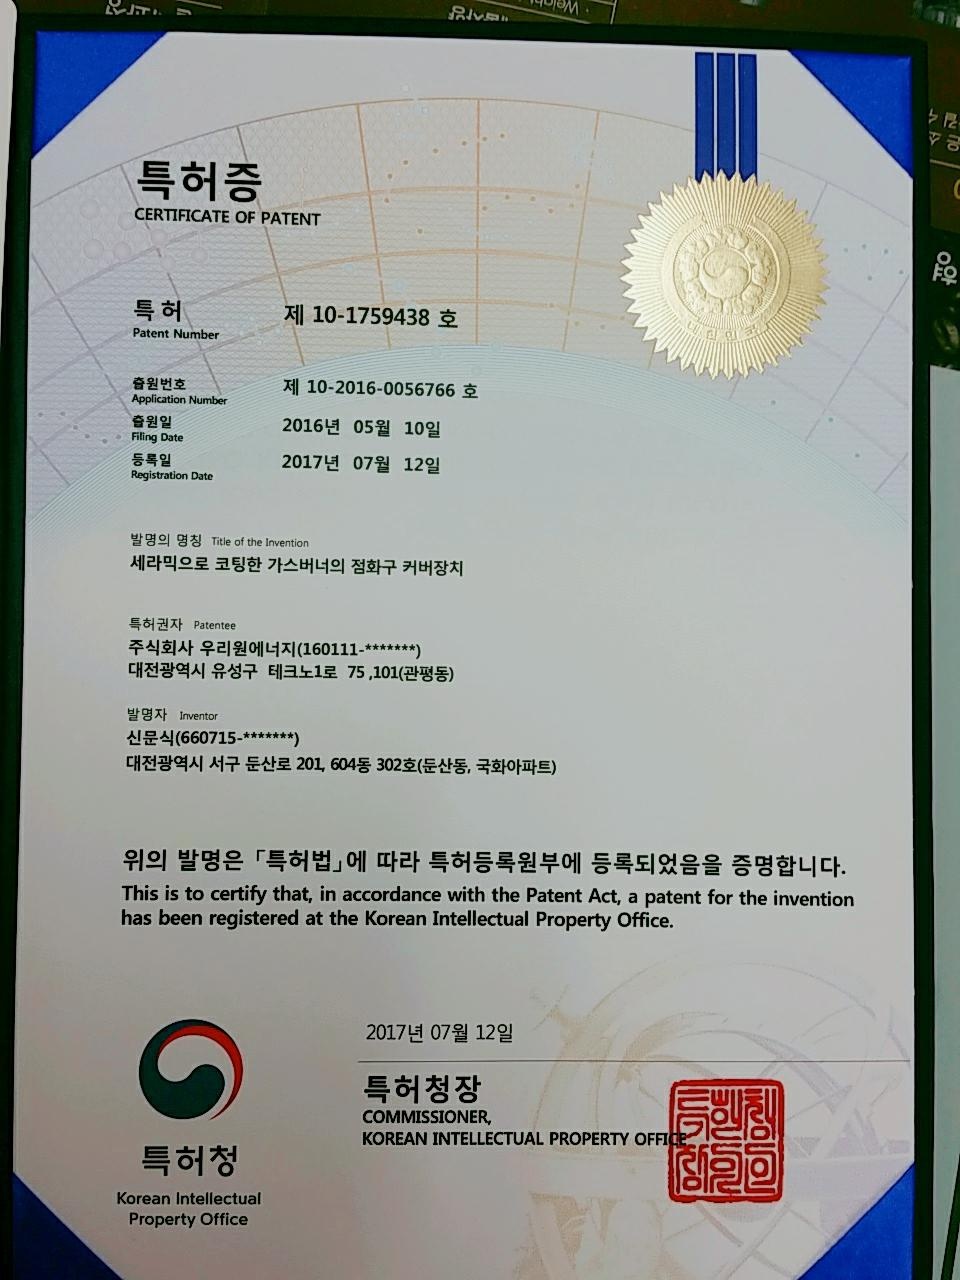 특허증
CERTIFICATE OF PATENT
특 허 제 10-1759438 호
Patent Number
출원번호 제 10-2016-0056766 호
Application Number
출원일 2016년 05월 10일
Filing Date
등록일 2017년 07월 12일
Registration Date
발명의 명칭 Title of the Invention
세라믹으로 코팅한 가스버너의 점화구 커버장치
특허권자 Patentee
주식회사 우리원에너지(160111-*******)
대전광역시 유성구 테크노1로 75 ,101(관평동)
발명자 Inventor
신문식(660715-*******)
대전광역시 서구 둔산로 201, 604동 302호(둔산동, 국화아파트)
위의 발명은 「특허법」에 따라 특허등록원부에 등록되었음을 증명합니다.
This is to certify that, in accordance with the Patent Act, a patent for the invention
has been registered at the Korean Intellectual Property Office.
2017년 07월 12일
특허청장
COMMISSIONER,
KOREAN INTELLECTUAL PROPERTY OFFICE
특허청
Korean Intellectual
Property Office